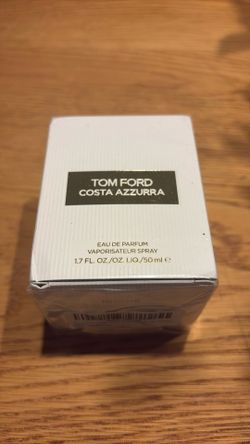 TOM FORD
COSTA AZZURRA
EAU DE PARFUM
VAPORISATEUR SPRAY
1.7 FL. OZ./OZ. LIQ/50 ml ℮